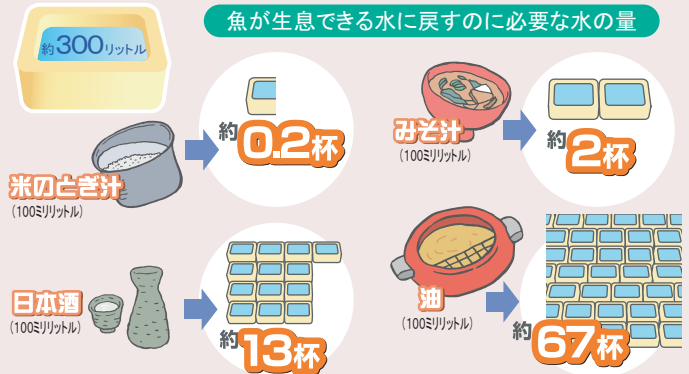 魚が生息できる水に戻すのに必要な水の量
約300リットル
米のとぎ汁
(100ミリリットル)
約0.2杯
みそ汁
(100ミリリットル)
約2杯
日本酒
(100ミリリットル)
約13杯
油
(100ミリリットル)
約67杯